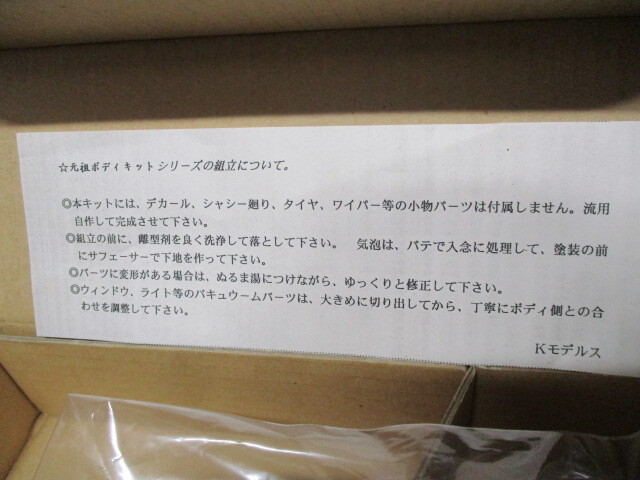 ☆元祖ボディキットシリーズの組立について。
◎本キットには、デカール、シャシー廻り、タイヤ、ワイパー等の小物パーツは付属しません。流用
自作して完成させて下さい。
◎組立の前に、離型剤を良く洗浄して落として下さい。 気泡は、パテで入念に処理して、塗装の前
にサフェーサーで下地を作って下さい。
◎パーツに変形がある場合は、ぬるま湯につけながら、ゆっくりと修正して下さい。
◎ウィンドウ、ライト等のバキュウームパーツは、大きめに切り出してから、丁寧にボディ側との合
わせを調整して下さい。
Kモデルス